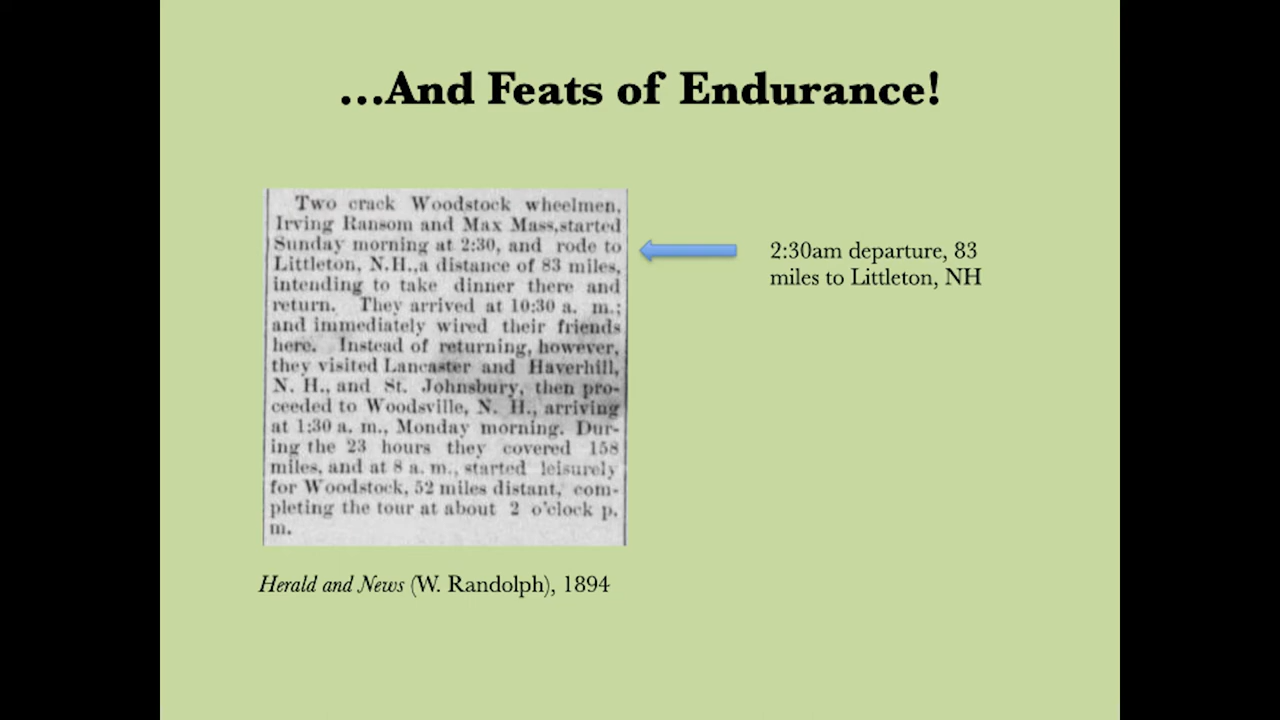 ...And Feats of Endurance!
Two crack Woodstock wheelmen,
Irving Ransom and Max Mass,started
Sunday morning at 2:30, and rode to
Littleton, N.H.,a distance of 83 miles,
intending to take dinner there and
return. They arrived at 10:30 a. m.;
and immediately wired their friends
here. Instead of returning, however,
they visited Lancaster and Haverhill,
N. H., and St. Johnsbury, then pro-
ceeded to Woodsville, N. H., arriving
at 1:30 a. m., Monday morning. Dur-
ing the 23 hours they covered 158
miles, and at 8 a. m., started leisurely
for Woodstock, 52 miles distant, com-
pleting the tour at about 2 o'clock p.
m.
2:30am departure, 83
miles to Littleton, NH
Herald and News (W. Randolph), 1894